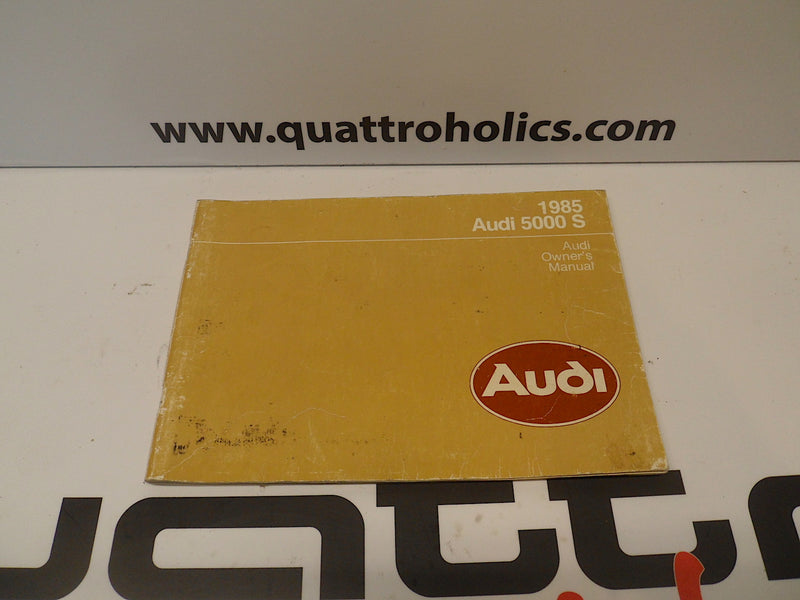 www.quattroholics.com
1985
Audi 5000 S
Audi
Owner's
Manual
Audi